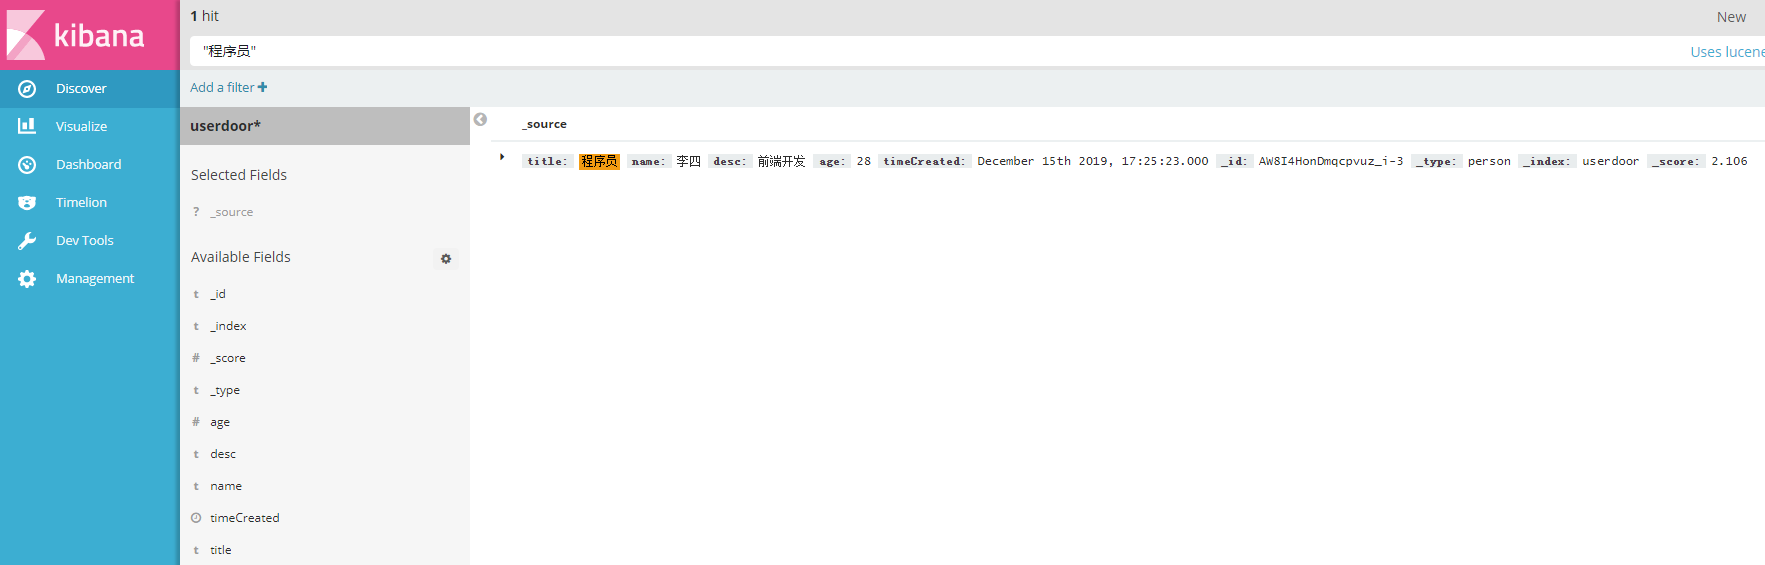 kibana
Discover
Visualize
Dashboard
Timelion
Dev Tools
Management
1 hit
New
"程序员"
Uses lucene
Add a filter +
userdoor*
Selected Fields
? _source
Available Fields
t _id
t _index
# _score
t _type
# age
t desc
t name
timeCreated
t title
_source
title: 程序员 name: 李四 desc: 前端开发 age: 28 timeCreated: December 15th 2019, 17:25:23.000 _id: AW8I4HonDmqcpvuz_i-3 _type: person _index: userdoor _score: 2.106